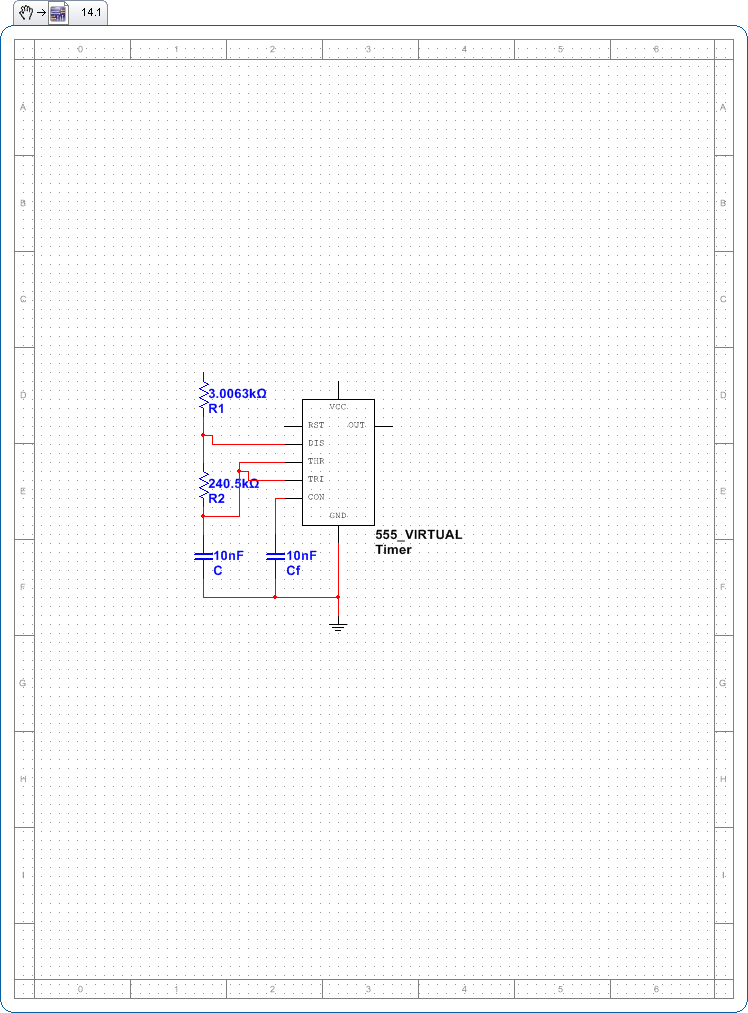 14.1
0 1 2 3 4 5 6
A A
B B
C C
D D
3.0063kΩ
R1
VCC
RST OUT
DIS
E E
THR
240.5kΩ
TRI
R2
CON
GND
555_VIRTUAL
Timer
10nF 10nF
C Cf
F F
G G
H H
I I
0 1 2 3 4 5 6